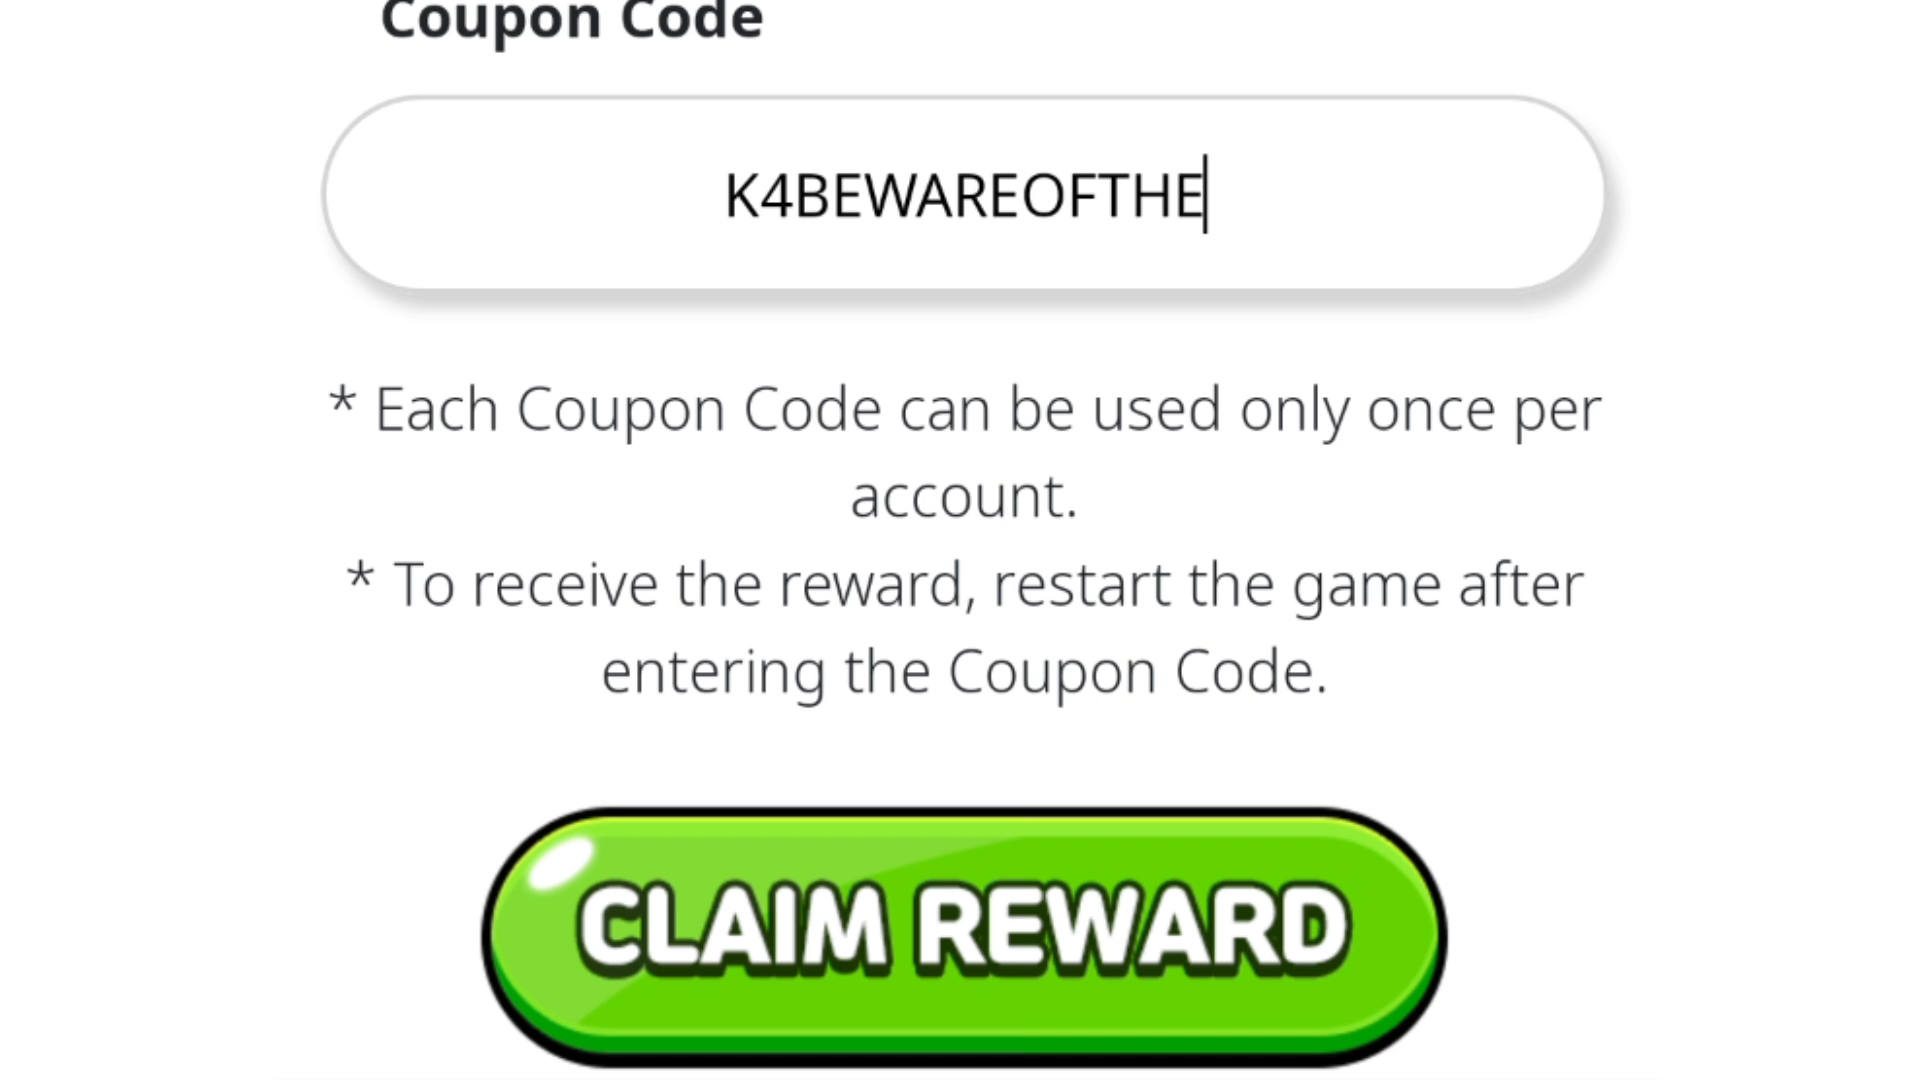 Coupon Code
K4BEWAREOFTHE
* Each Coupon Code can be used only once per
account.
* To receive the reward, restart the game after
entering the Coupon Code.
CLAIM REWARD